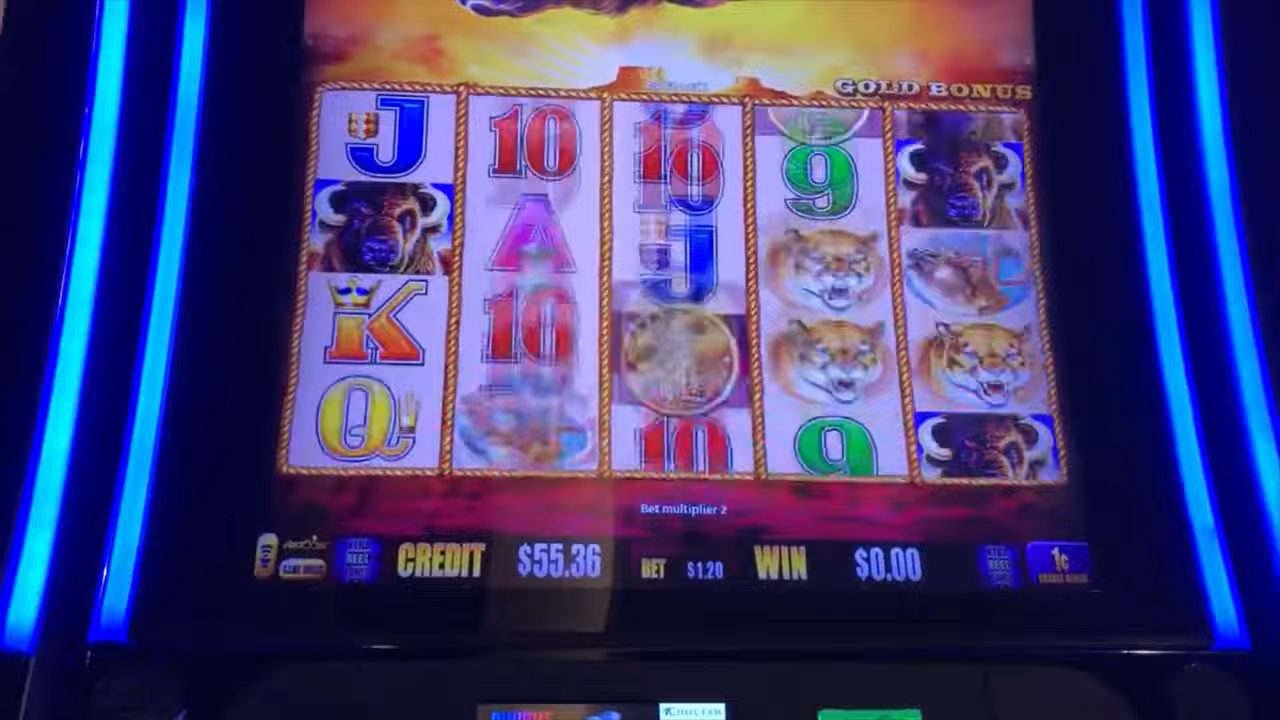 GOLD BONUS
J 10 10 9
A J
K 10
Q 10 9
Bet multiplier 2
CREDIT $55.36 BET $1.20 WIN $0.00 1¢
CHOCTAW